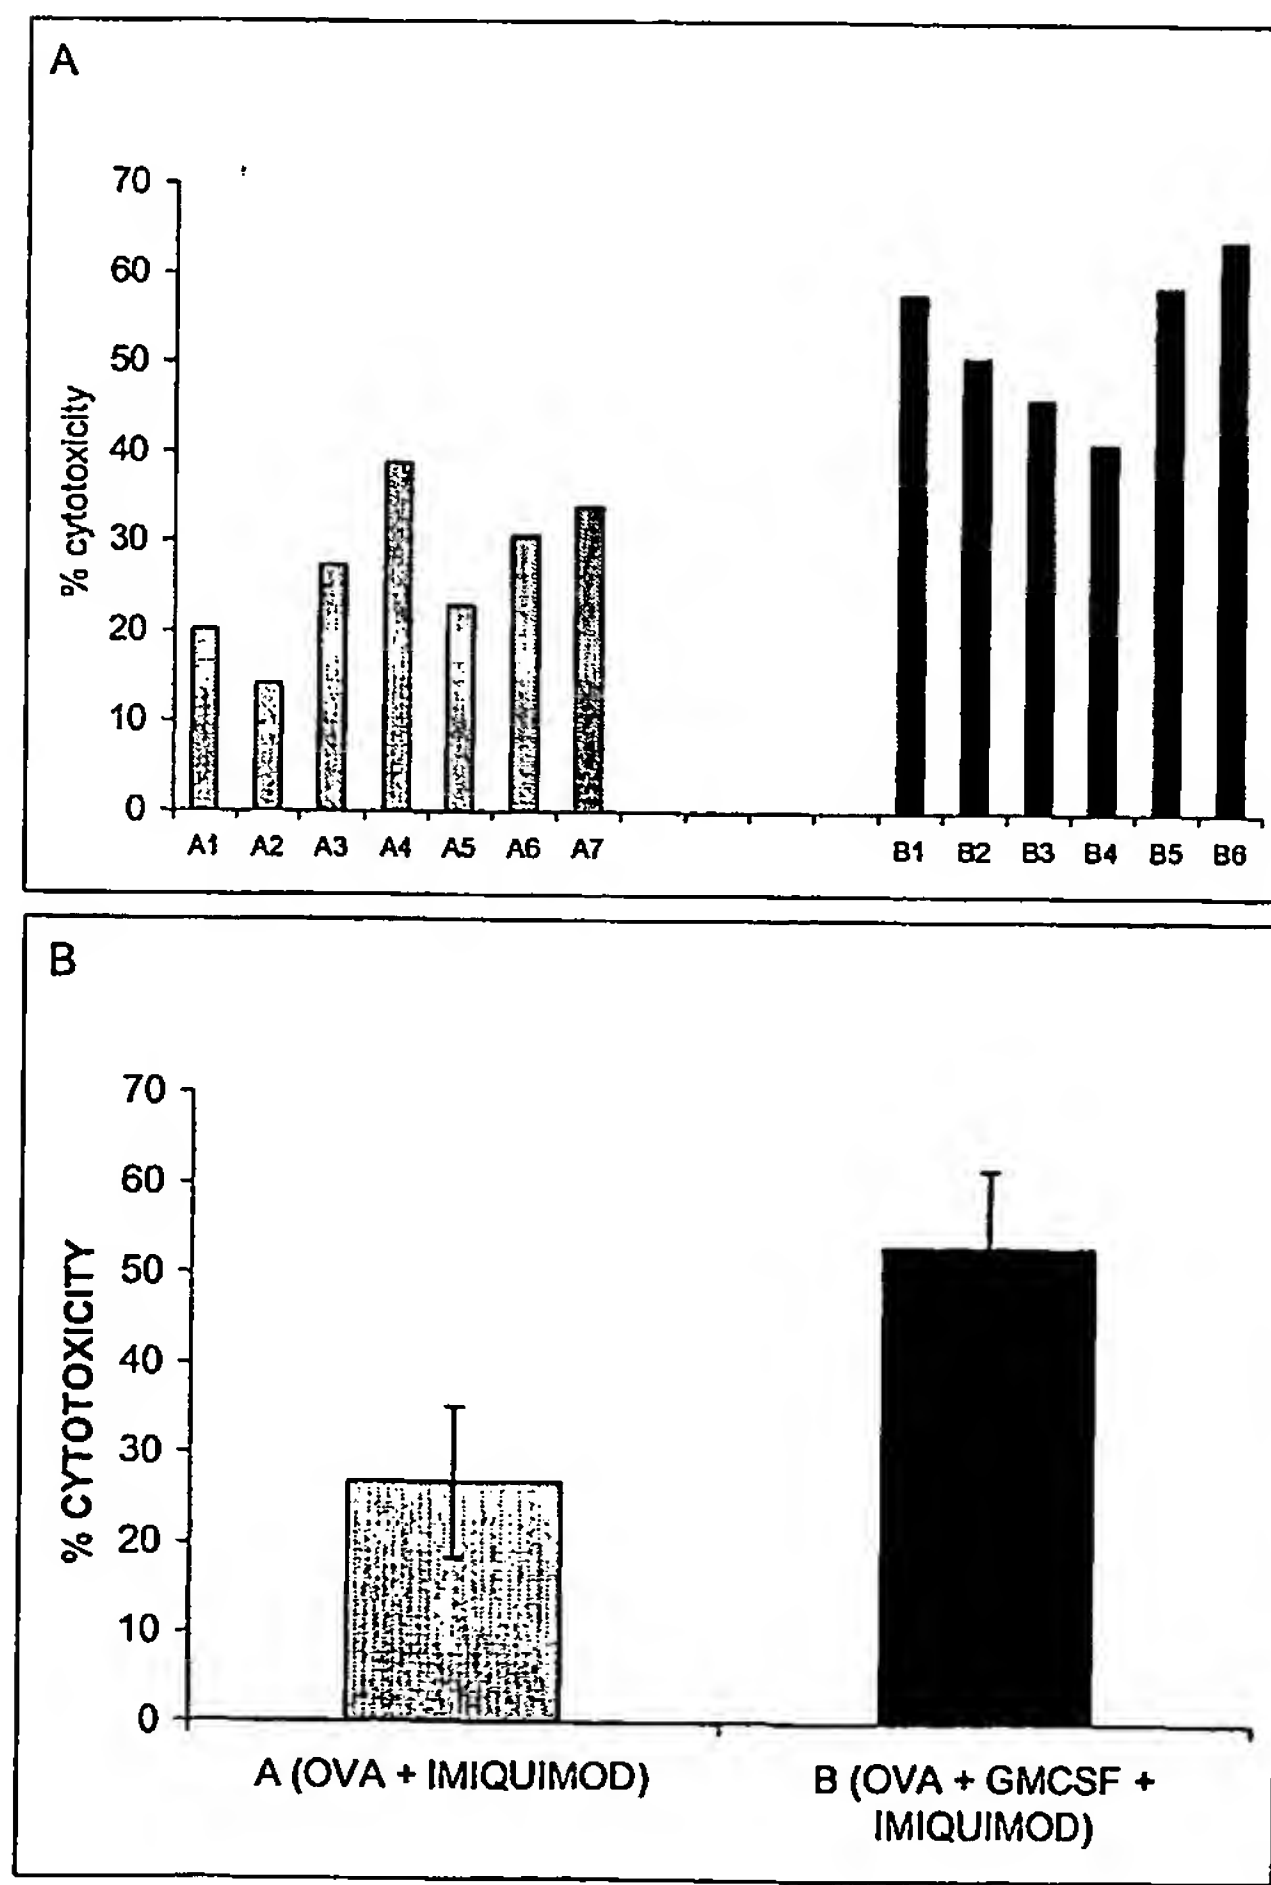 A
70
60
50
40
30
20
10
0
% cytotoxicity
A1 A2 A3 A4 A5 A6 A7 B1 B2 B3 B4 B5 B6
B
70
60
50
40
30
20
10
0
% CYTOTOXICITY
A (OVA + IMIQUIMOD)
B (OVA + GMCSF +
IMIQUIMOD)